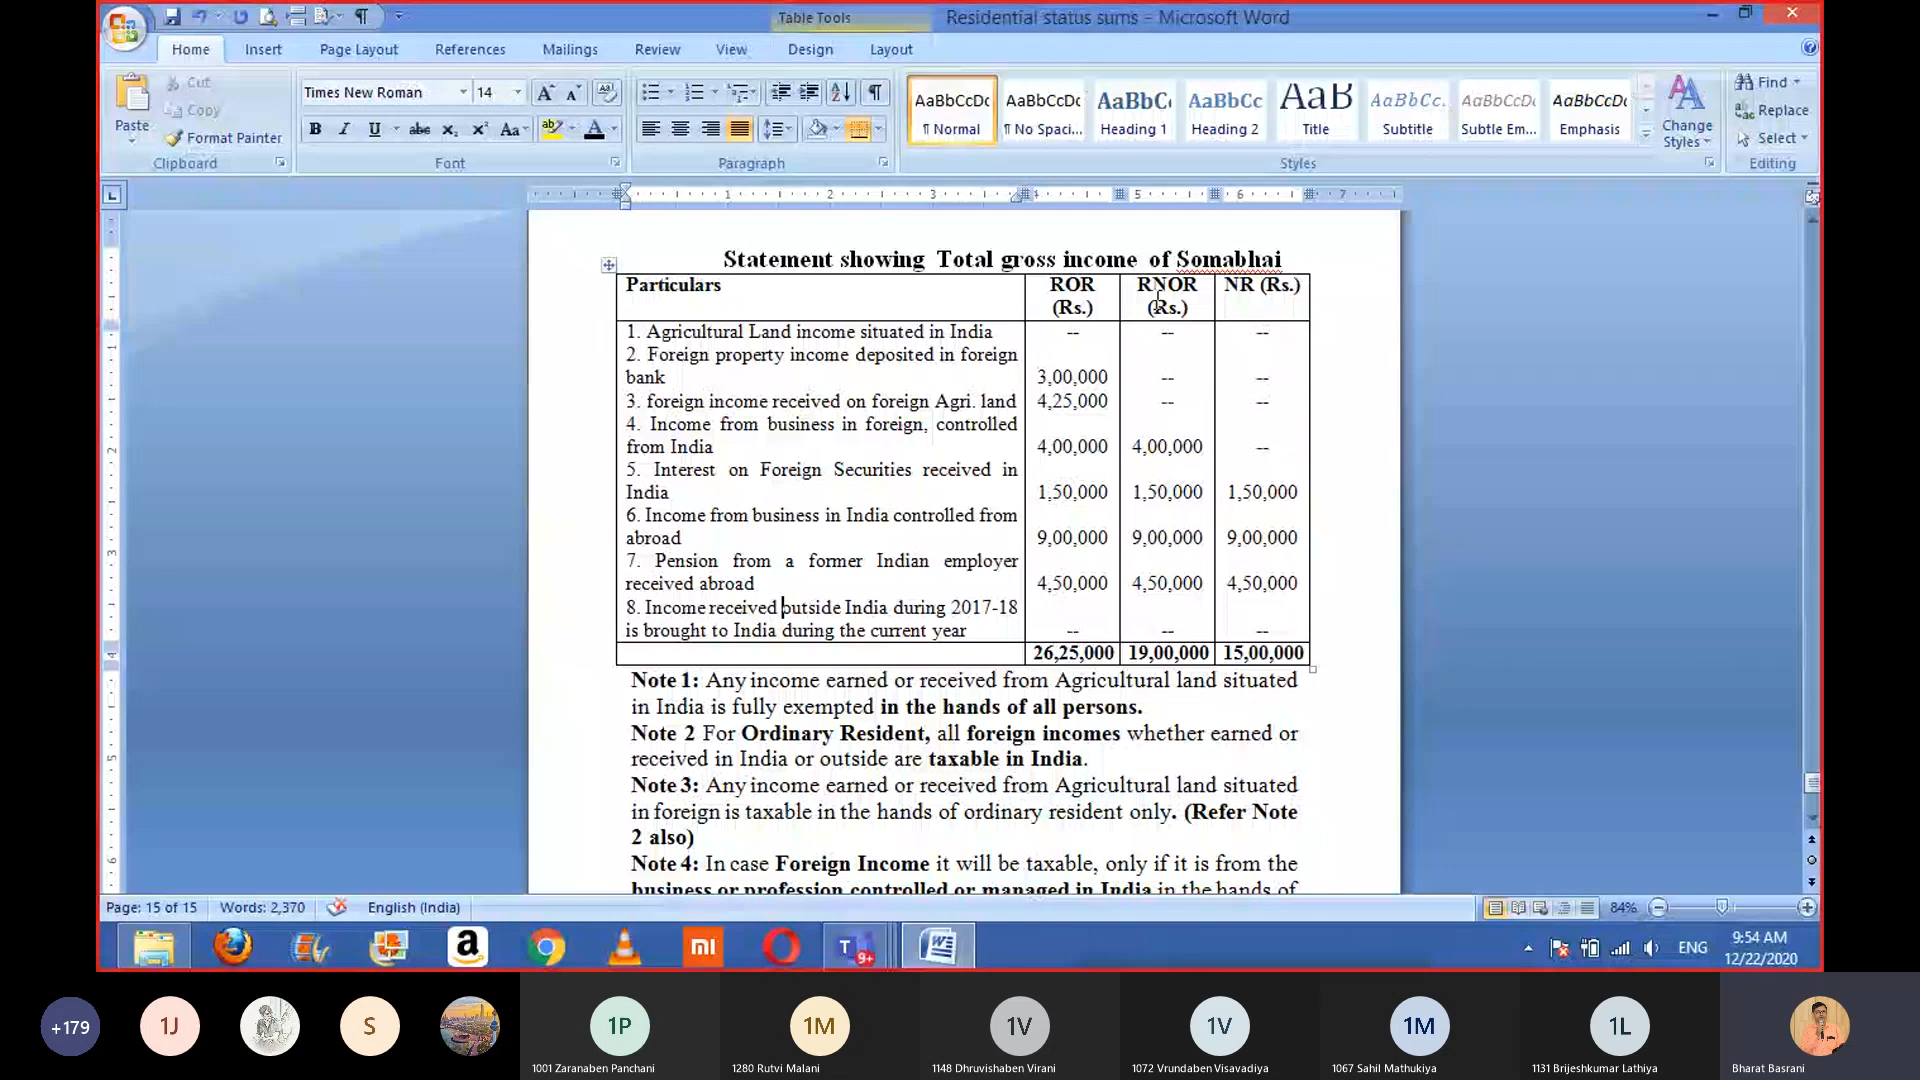 Table Tools
Residential status sums - Microsoft Word
Home Insert Page Layout References Mailings Review View Design Layout
Paste
Cut
Copy
Format Painter
Clipboard
Times New Roman 14
Font
Paragraph
AaBbCcDc AaBbCcDc AaBbC AaBbCc AaB AaBbCc. AaBbCcDc AaBbCcDc
¶ Normal ¶ No Spaci... Heading 1 Heading 2 Title Subtitle Subtle Em... Emphasis
Change Styles
Styles
Find
Replace
Select
Editing
Statement showing Total gross income of Somabhai
Particulars ROR (Rs.) RNOR (Rs.) NR (Rs.)
1. Agricultural Land income situated in India -- -- --
2. Foreign property income deposited in foreign
bank 3,00,000 -- --
3. foreign income received on foreign Agri. land 4,25,000 -- --
4. Income from business in foreign, controlled
from India 4,00,000 4,00,000 --
5. Interest on Foreign Securities received in
India 1,50,000 1,50,000 1,50,000
6. Income from business in India controlled from
abroad 9,00,000 9,00,000 9,00,000
7. Pension from a former Indian employer
received abroad 4,50,000 4,50,000 4,50,000
8. Income received outside India during 2017-18
is brought to India during the current year -- -- --
26,25,000 19,00,000 15,00,000
Note 1: Any income earned or received from Agricultural land situated
in India is fully exempted in the hands of all persons.
Note 2 For Ordinary Resident, all foreign incomes whether earned or
received in India or outside are taxable in India.
Note 3: Any income earned or received from Agricultural land situated
in foreign is taxable in the hands of ordinary resident only. (Refer Note
2 also)
Note 4: In case Foreign Income it will be taxable, only if it is from the
business or profession controlled or managed in India in the hands of
Page: 15 of 15 Words: 2,370 English (India) 84%
ENG 9:54 AM
12/22/2020
+179 1J S 1P 1M 1V 1V 1M 1L
1001 Zaranaben Panchani 1280 Rutvi Malani 1148 Dhruvishaben Virani 1072 Vrundaben Visavadiya 1067 Sahil Mathukiya 1131 Brijeshkumar Lathiya Bharat Basrani